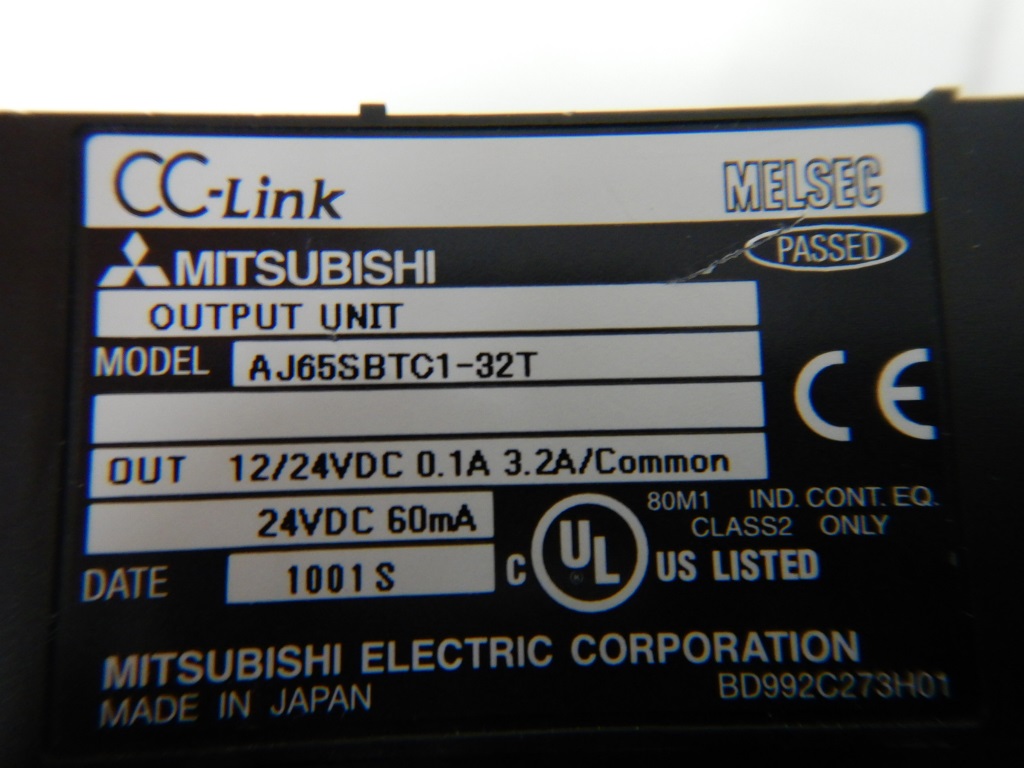 CC-Link MELSEC
MITSUBISHI PASSED
OUTPUT UNIT
MODEL AJ65SBTC1-32T
CE
OUT 12/24VDC 0.1A 3.2A/Common
24VDC 60mA
80M1 IND. CONT. EQ.
CLASS2 ONLY
DATE 1001S
C UL ® US LISTED
MITSUBISHI ELECTRIC CORPORATION
MADE IN JAPAN BD992C273H01